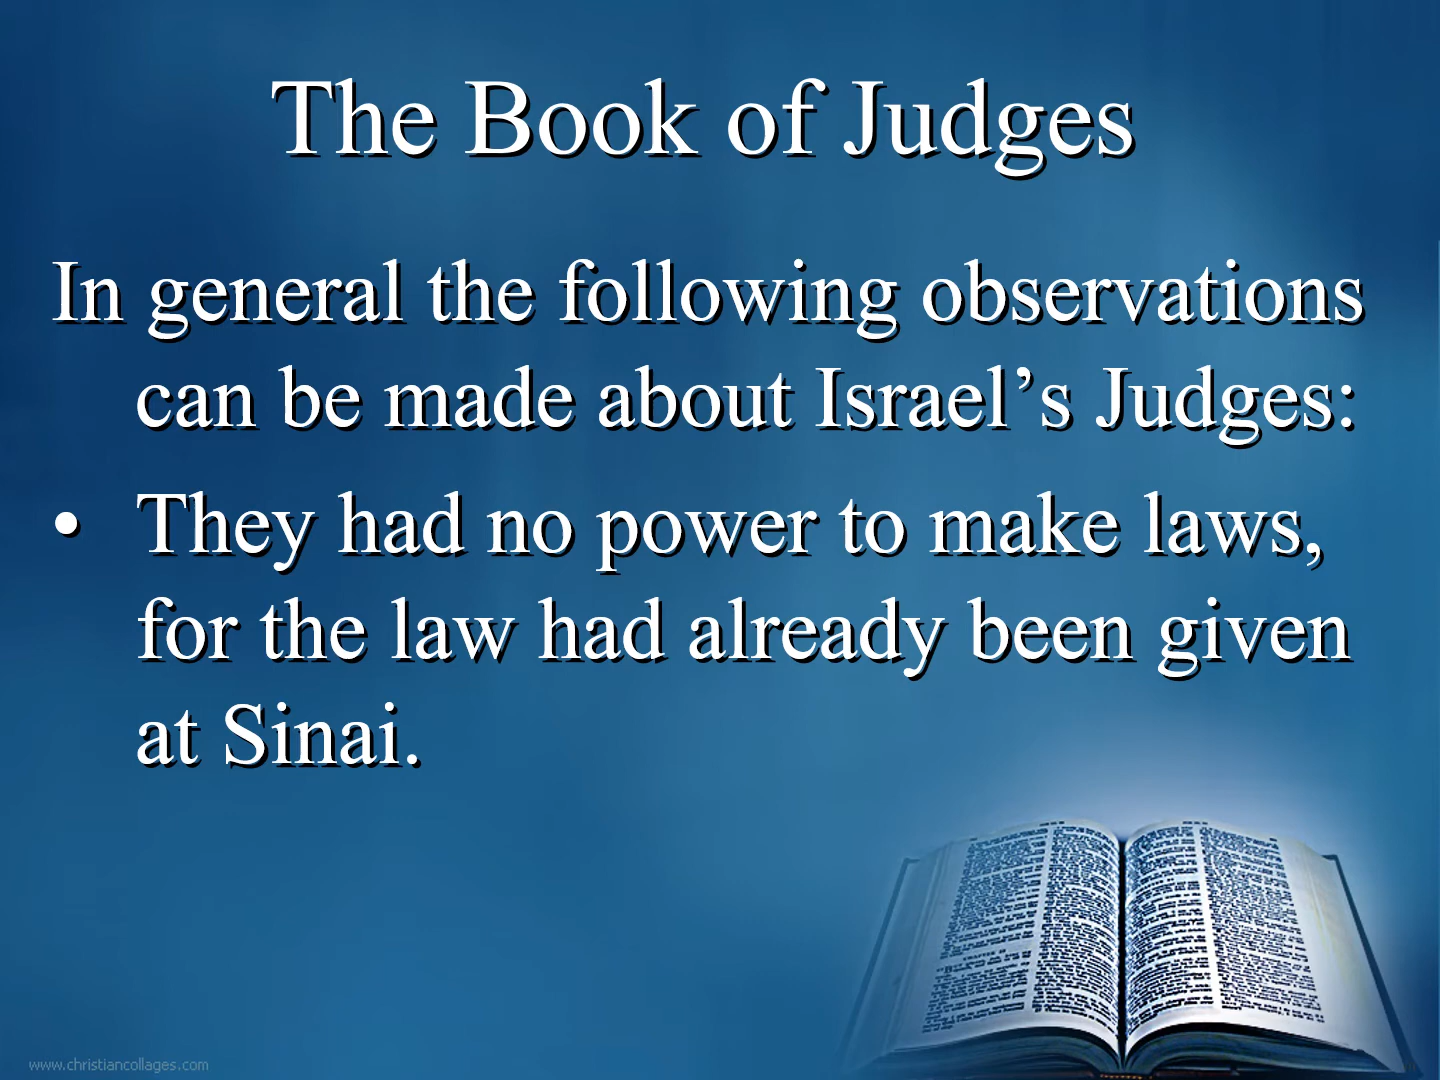 The Book of Judges
In general the following observations
can be made about Israel’s Judges:
• They had no power to make laws,
for the law had already been given
at Sinai.
www.christiancollages.com